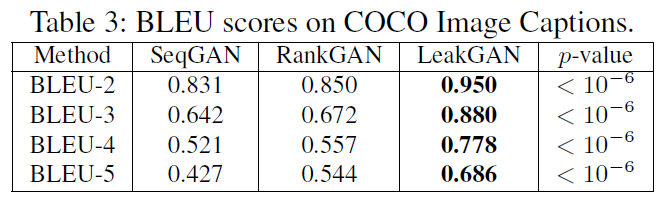 Table 3: BLEU scores on COCO Image Captions.
Method SeqGAN RankGAN LeakGAN p-value
BLEU-2 0.831 0.850 0.950 < 10⁻⁶
BLEU-3 0.642 0.672 0.880 < 10⁻⁶
BLEU-4 0.521 0.557 0.778 < 10⁻⁶
BLEU-5 0.427 0.544 0.686 < 10⁻⁶